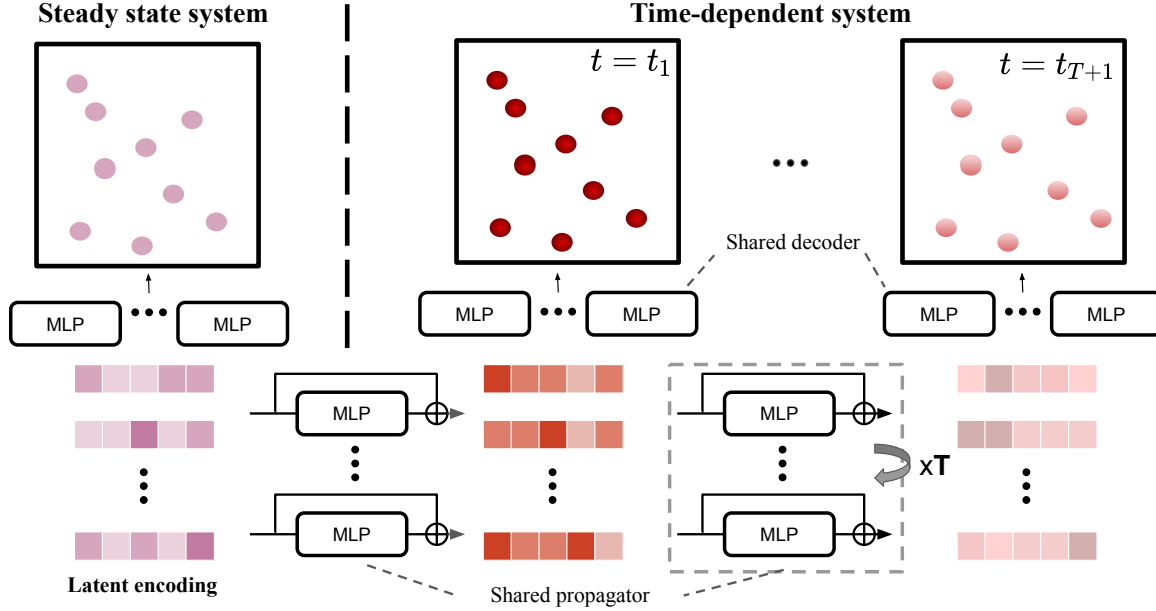 Steady state system
Time-dependent system
t = t₁
t = t_{T+1}
Shared decoder
MLP
MLP
MLP
MLP
MLP
MLP
MLP
MLP
xT
MLP
MLP
Latent encoding
Shared propagator